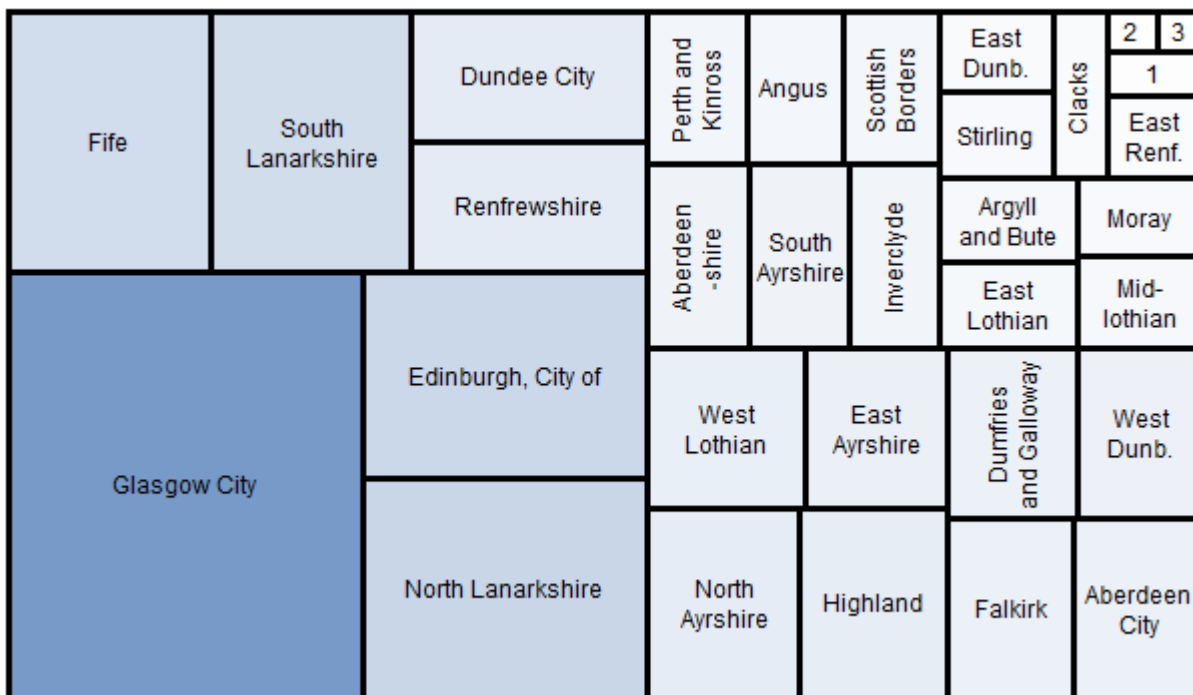 Fife
South
Lanarkshire
Dundee City
Renfrewshire
Glasgow City
Edinburgh, City of
North Lanarkshire
Perth and
Kinross
Angus
Scottish
Borders
Aberdeen
-shire
South
Ayrshire
Inverclyde
East
Dunb.
Stirling
Clacks
2
3
1
East
Renf.
Argyll
and Bute
Moray
East
Lothian
Mid-
lothian
West
Lothian
East
Ayrshire
Dumfries
and Galloway
West
Dunb.
North
Ayrshire
Highland
Falkirk
Aberdeen
City